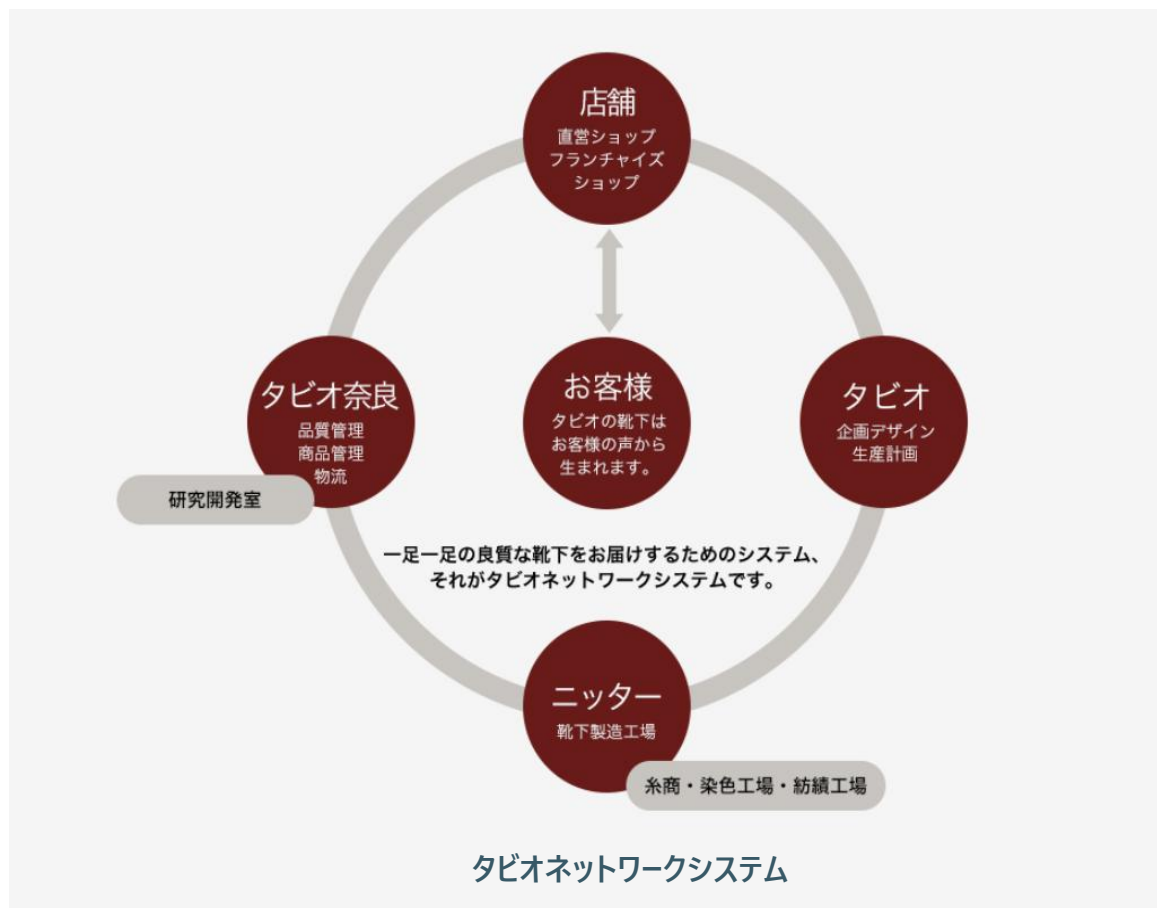 店舗
直営ショップ
フランチャイズ
ショップ
タビオ奈良
品質管理
商品管理
物流
研究開発室
お客様
タビオの靴下は
お客様の声から
生まれます。
タビオ
企画デザイン
生産計画
一足一足の良質な靴下をお届けするためのシステム、
それがタビオネットワークシステムです。
ニッター
靴下製造工場
糸商・染色工場・紡績工場
タビオネットワークシステム